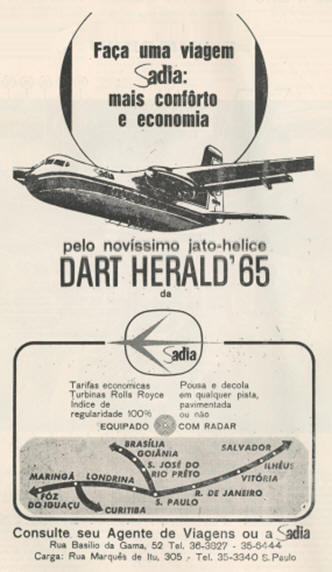 Faça uma viagem
Sadia:
mais confôrto
e economia
Sadia
pelo novíssimo jato-helice
DART HERALD'65
da
Sadia
Tarifas economicas
Turbinas Rolls Royce
Indice de
regularidade 100%
Pousa e decola
em qualquer pista,
pavimentada
ou não
EQUIPADO COM RADAR
BRASÍLIA
GOIÂNIA
SALVADOR
S. JOSÉ DO
RIO PRÊTO
ILHÉUS
VITÓRIA
MARINGÁ
LONDRINA
R. DE JANEIRO
FÓZ
DO IGUAÇU
S. PAULO
CURITIBA
Consulte seu Agente de Viagens ou a Sadia
Rua Basilio da Gama, 52 Tel. 36-3827 - 35-6444
Carga: Rua Marquês de Itu, 305 - Tel. 35-3340 S. Paulo